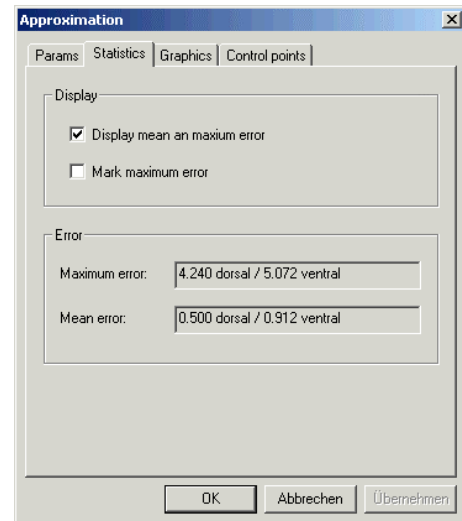 Approximation
Params Statistics Graphics Control points
Display
Display mean an maxium error
Mark maximum error
Error
Maximum error: 4.240 dorsal / 5.072 ventral
Mean error: 0.500 dorsal / 0.912 ventral
OK Abbrechen Übernehmen